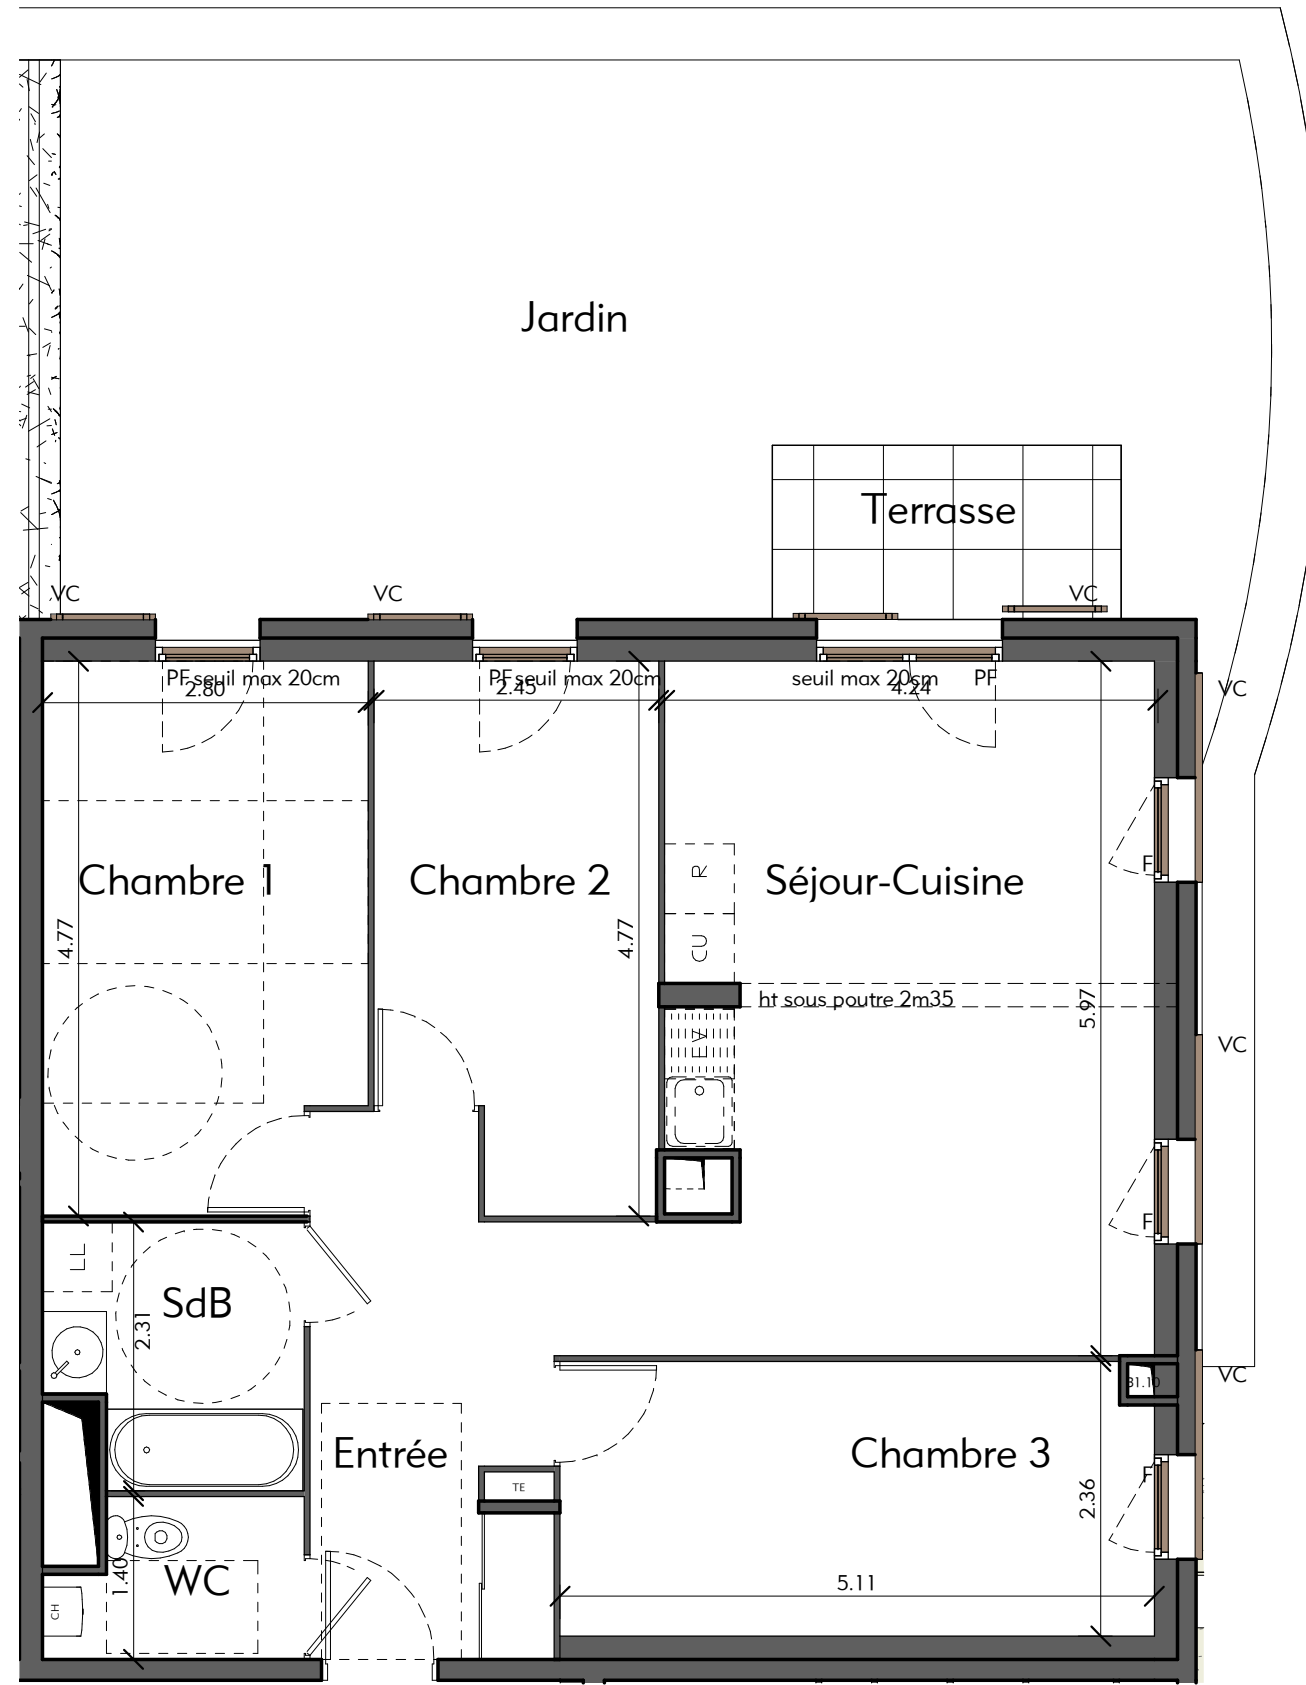 Jardin
Terrasse
VC
VC
VC
PF seuil max 20cm
2.80
PF seuil max 20cm
2.45
seuil max 20cm
4.24
PF
VC
F
Chambre 1
Chambre 2
R
Séjour-Cuisine
4.77
4.77
CU
ht sous poutre 2m35
5.97
EV
VC
F
LL
SdB
2.31
VC
Entrée
Chambre 3
F
TE
2.36
WC
1.40
CH
5.11